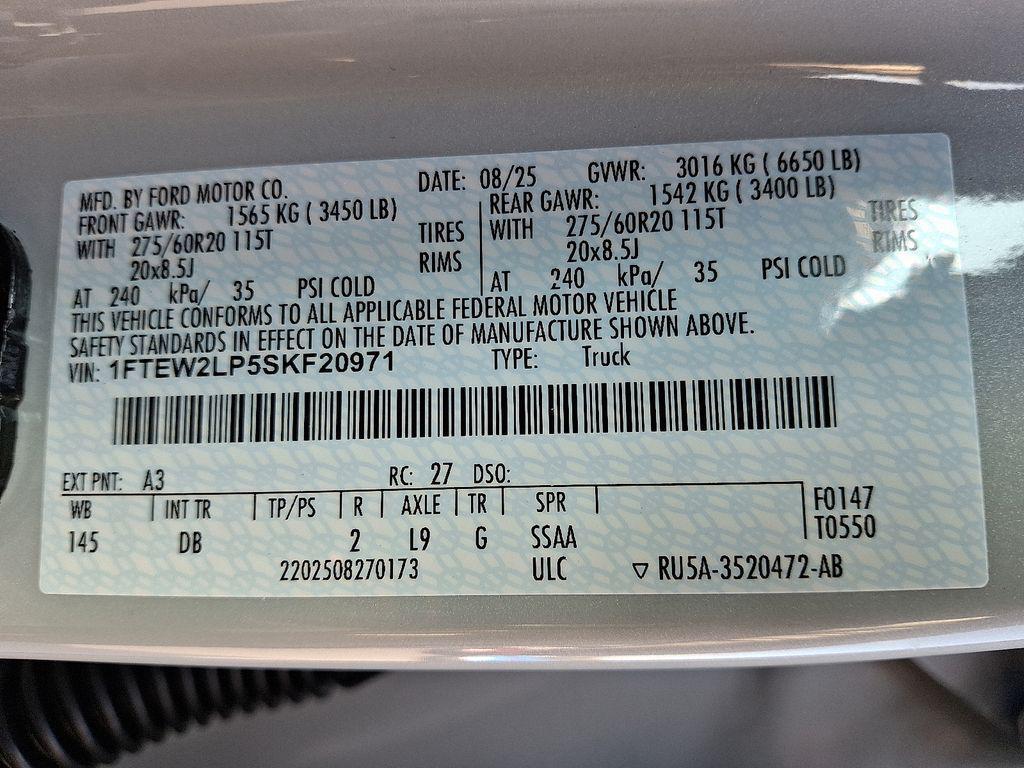 MFD. BY FORD MOTOR CO. DATE: 08/25 GVWR: 3016 KG ( 6650 LB)
FRONT GAWR: 1565 KG ( 3450 LB) REAR GAWR: 1542 KG ( 3400 LB)
WITH 275/60R20 115T TIRES WITH 275/60R20 115T TIRES
20x8.5J RIMS 20x8.5J RIMS
AT 240 kPa/ 35 PSI COLD AT 240 kPa/ 35 PSI COLD
THIS VEHICLE CONFORMS TO ALL APPLICABLE FEDERAL MOTOR VEHICLE
SAFETY STANDARDS IN EFFECT ON THE DATE OF MANUFACTURE SHOWN ABOVE.
VIN: 1FTEW2LP5SKF20971 TYPE: Truck
EXT PNT: A3 RC: 27 DSO:
WB INT TR TP/PS R AXLE TR SPR F0147
145 DB 2 L9 G SSAA T0550
2202508270173 ULC ▽ RU5A-3520472-AB